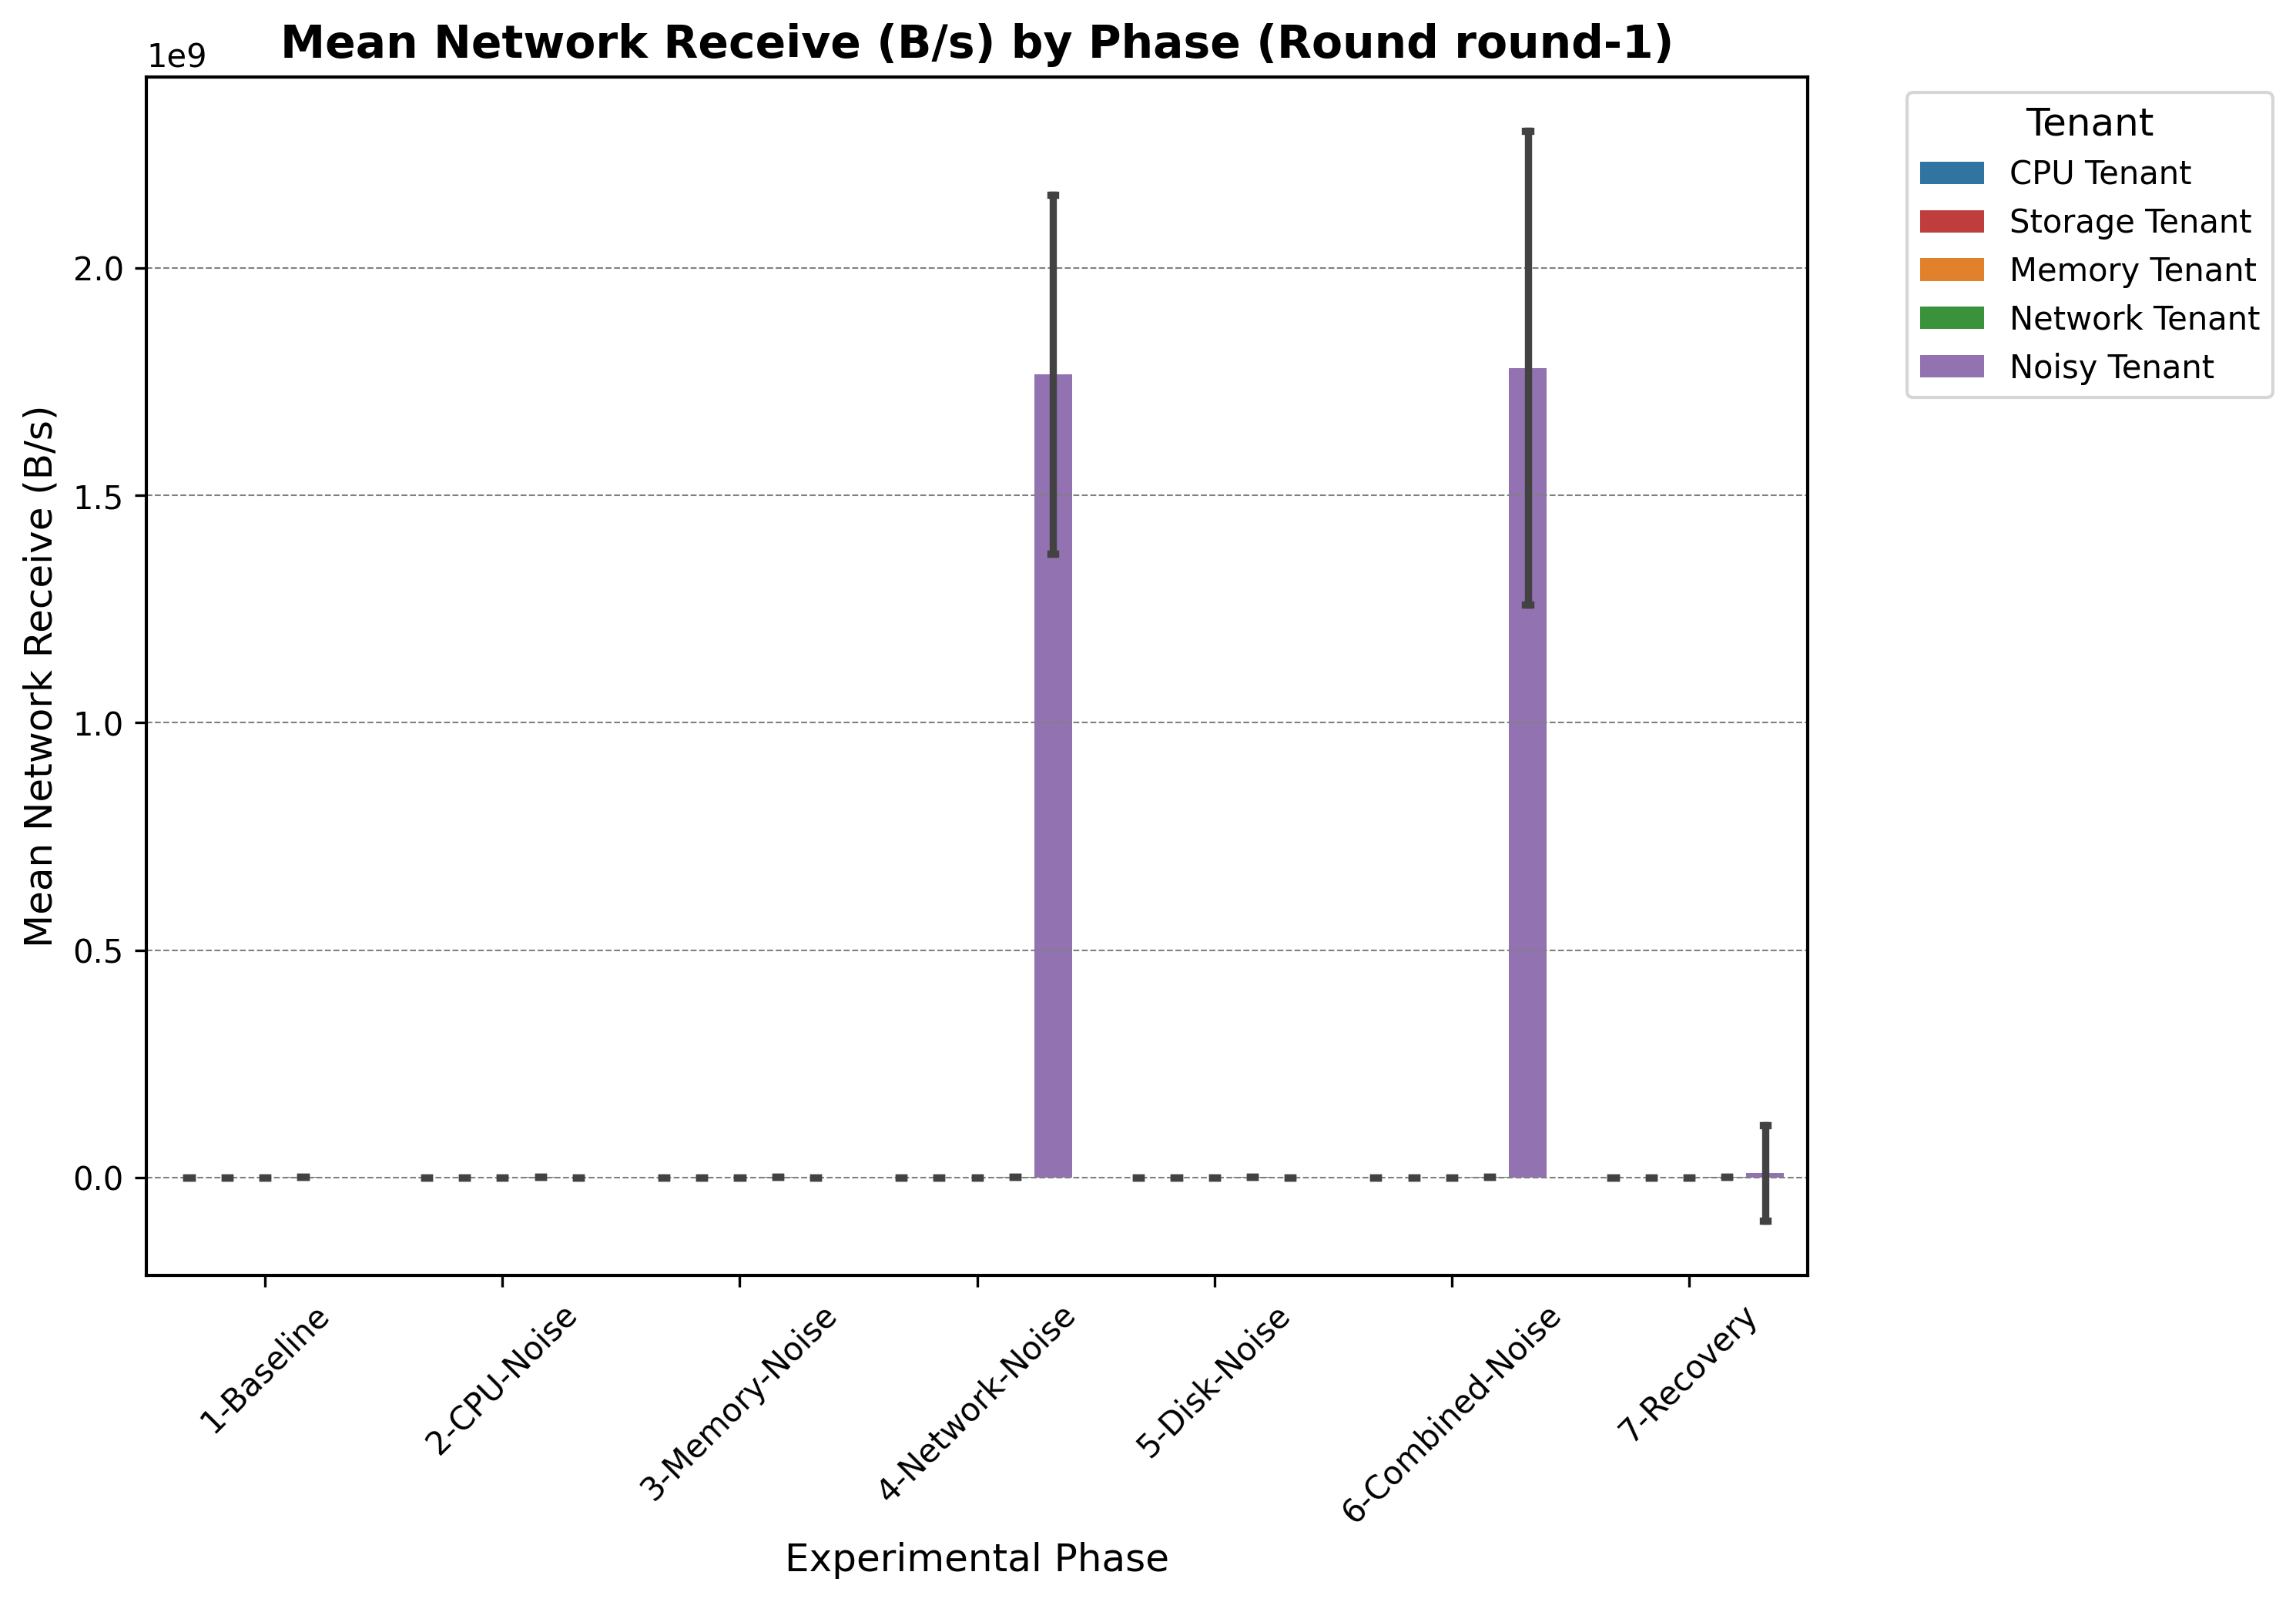 Mean Network Receive (B/s) by Phase (Round round-1)
1e9
Mean Network Receive (B/s)
2.0
1.5
1.0
0.5
0.0
1-Baseline
2-CPU-Noise
3-Memory-Noise
4-Network-Noise
5-Disk-Noise
6-Combined-Noise
7-Recovery
Experimental Phase
Tenant
CPU Tenant
Storage Tenant
Memory Tenant
Network Tenant
Noisy Tenant